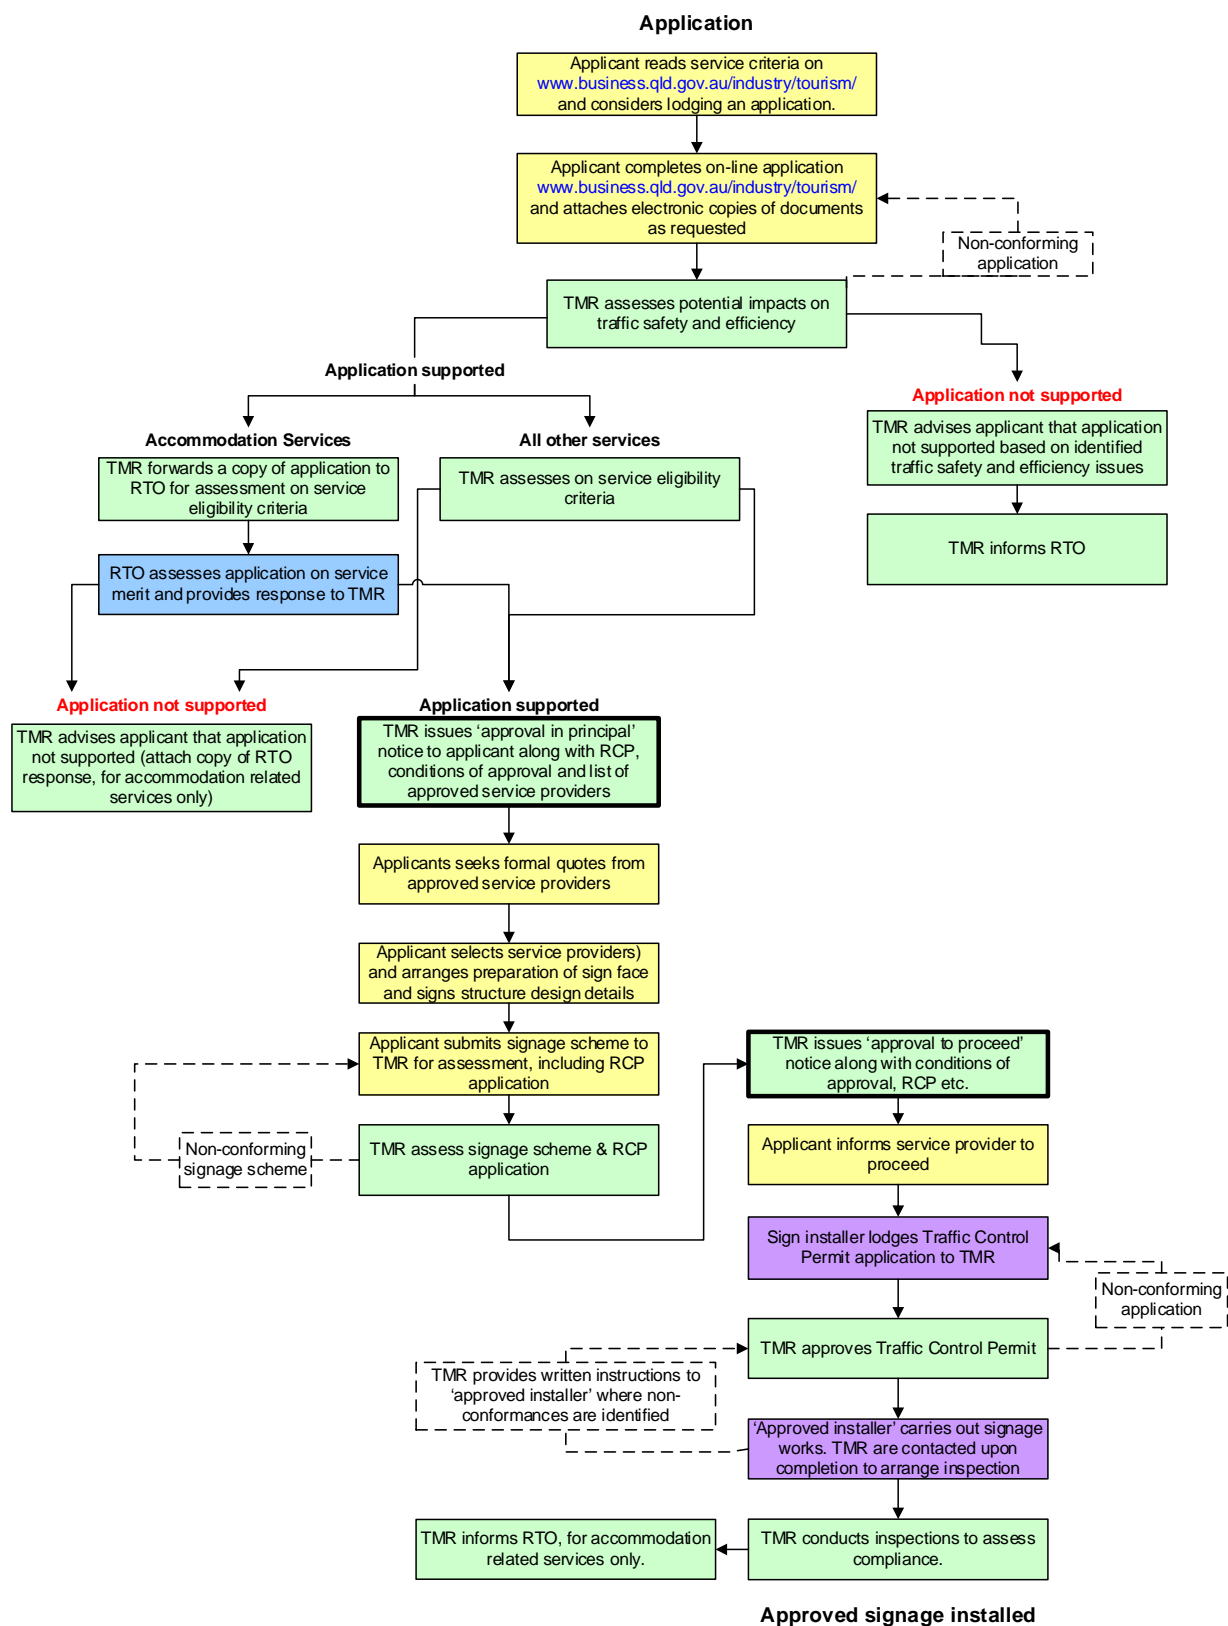 Application
Applicant reads service criteria on
www.business.qld.gov.au/industry/tourism/
and considers lodging an application.
Applicant completes on-line application
www.business.qld.gov.au/industry/tourism/
and attaches electronic copies of documents
as requested
Non-conforming
application
TMR assesses potential impacts on
traffic safety and efficiency
Application supported
Application not supported
TMR advises applicant that application
not supported based on identified
traffic safety and efficiency issues
TMR informs RTO
Accommodation Services
TMR forwards a copy of application to
RTO for assessment on service
eligibility criteria
All other services
TMR assesses on service eligibility
criteria
RTO assesses application on service
merit and provides response to TMR
Application not supported
TMR advises applicant that application
not supported (attach copy of RTO
response, for accommodation related
services only)
Application supported
TMR issues ‘approval in principal’
notice to applicant along with RCP,
conditions of approval and list of
approved service providers
Applicants seeks formal quotes from
approved service providers
Applicant selects service providers)
and arranges preparation of sign face
and signs structure design details
Applicant submits signage scheme to
TMR for assessment, including RCP
application
Non-conforming
signage scheme
TMR assess signage scheme & RCP
application
TMR issues ‘approval to proceed’
notice along with conditions of
approval, RCP etc.
Applicant informs service provider to
proceed
Sign installer lodges Traffic Control
Permit application to TMR
Non-conforming
application
TMR approves Traffic Control Permit
TMR provides written instructions to
‘approved installer’ where non-
conformances are identified
‘Approved installer’ carries out signage
works. TMR are contacted upon
completion to arrange inspection
TMR informs RTO, for accommodation
related services only.
TMR conducts inspections to assess
compliance.
Approved signage installed